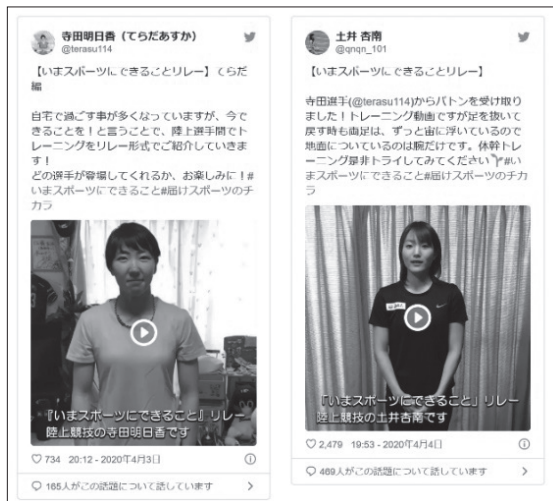 寺田明日香(てらだあすか)
@terasu114
【いまスポーツにできることリレー】てらだ
編
自宅で過ごす事が多くなっていますが、今で
きることを！と言うことで、陸上選手間でト
レーニングをリレー形式でご紹介していきま
す！
どの選手が登場してくれるか、お楽しみに！#
いまスポーツにできること#届けスポーツのチ
カラ
『いまスポーツにできること』リレー
陸上競技の寺田明日香です
734 20:12 - 2020年4月3日
165人がこの話題について話しています
土井 杏南
@qnqn_101
【いまスポーツにできることリレー】
寺田選手(@terasu114)からバトンを受け取り
ました！トレーニング動画ですが足を抜いて
戻す時も両足は、ずっと宙に浮いているので
地面についているのは腕だけです。体幹トレ
ーニング是非トライしてみてください #い
まスポーツにできること#届けスポーツのチカ
ラ
『いまスポーツにできること』リレー
陸上競技の土井杏南です
2,479 19:53 - 2020年4月4日
469人がこの話題について話しています